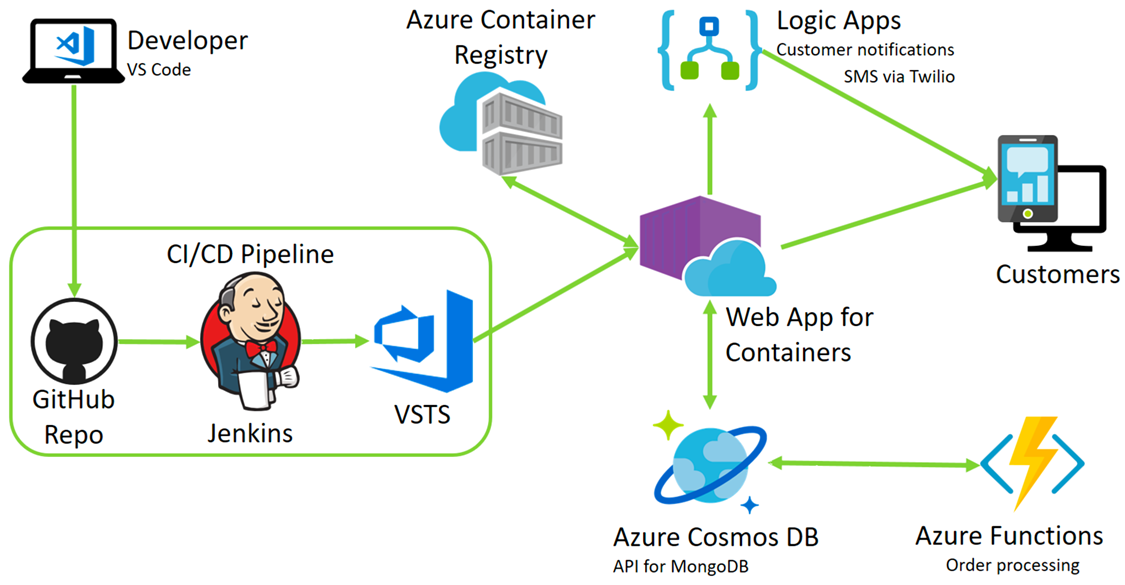 Developer
VS Code
Azure Container
Registry
Logic Apps
Customer notifications
SMS via Twilio
Customers
CI/CD Pipeline
GitHub
Repo
Jenkins
VSTS
Web App for
Containers
Azure Cosmos DB
API for MongoDB
Azure Functions
Order processing